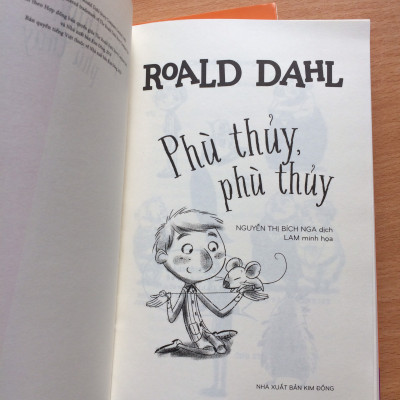 ROALD DAHL
Phù thủy,
phù thủy
NGUYỄN THỊ BÍCH NGA dịch
LAM minh họa
NHÀ XUẤT BẢN KIM ĐỒNG